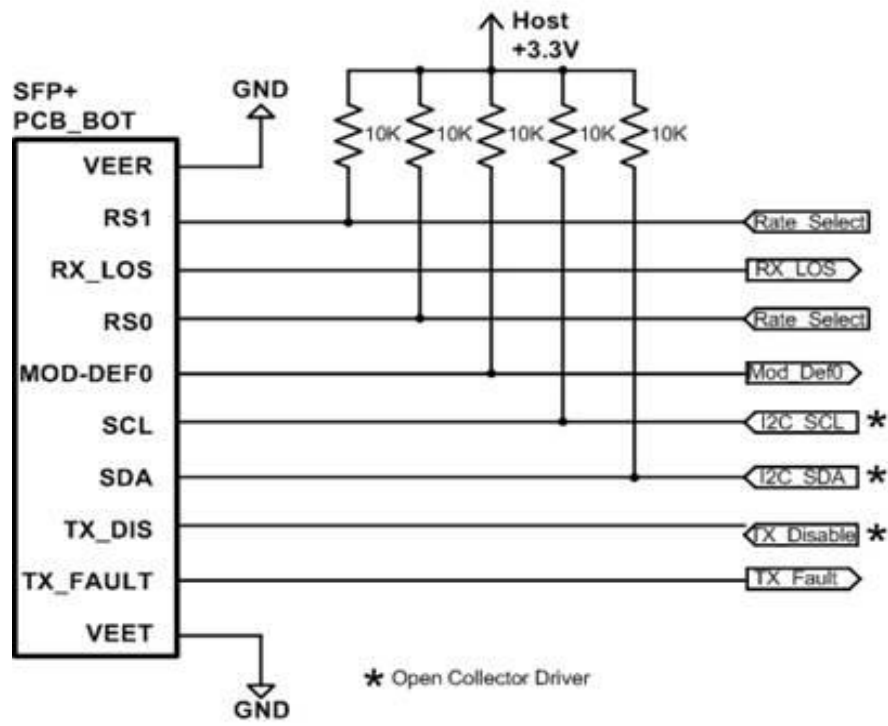 Host
+3.3V
SFP+
PCB_BOT
GND
10K
10K
10K
10K
10K
VEER
RS1
Rate_Select
RX_LOS
RX_LOS
RS0
Rate_Select
MOD-DEF0
Mod_Def0
SCL
I2C_SCL *
SDA
I2C_SDA *
TX_DIS
TX_Disable *
TX_FAULT
TX_Fault
VEET
* Open Collector Driver
GND